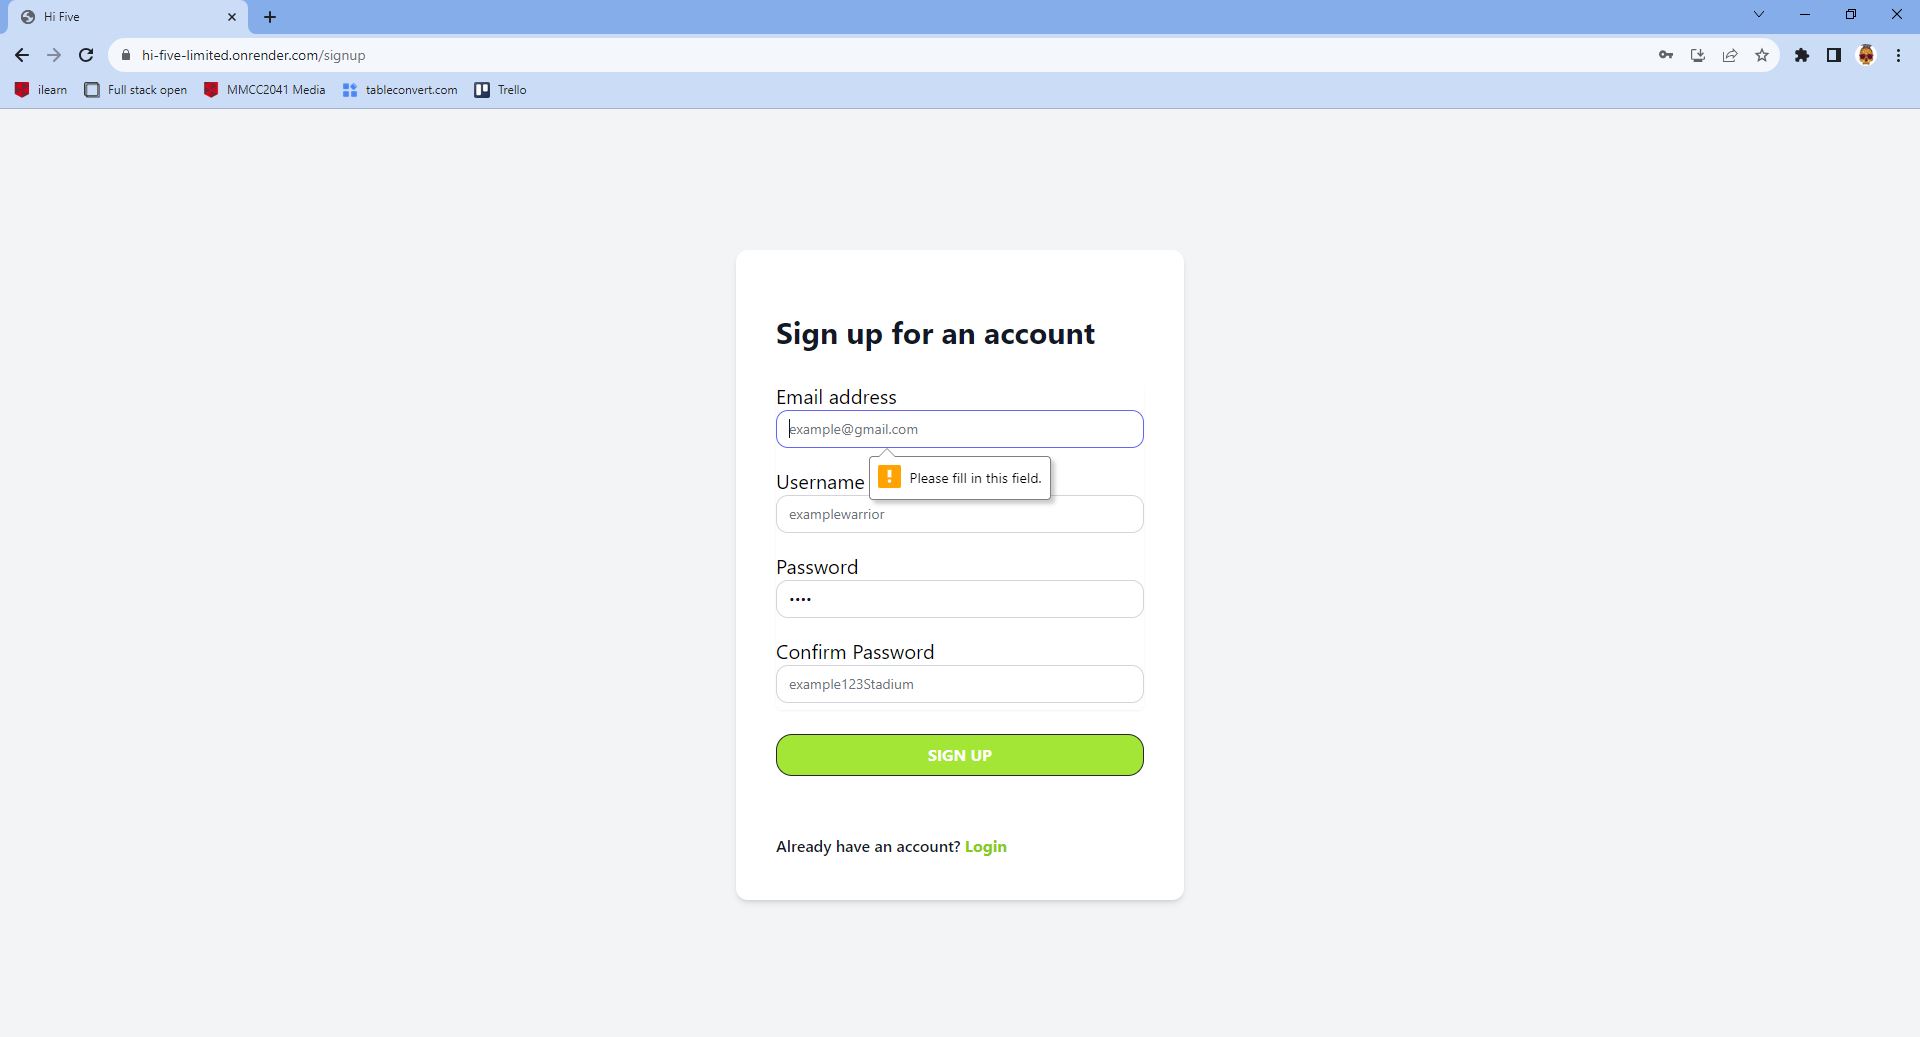 Hi Five
hi-five-limited.onrender.com/signup
ilearn Full stack open MMCC2041 Media tableconvert.com Trello
Sign up for an account
Email address
example@gmail.com
Please fill in this field.
Username
examplewarrior
Password
••••
Confirm Password
example123Stadium
SIGN UP
Already have an account? Login